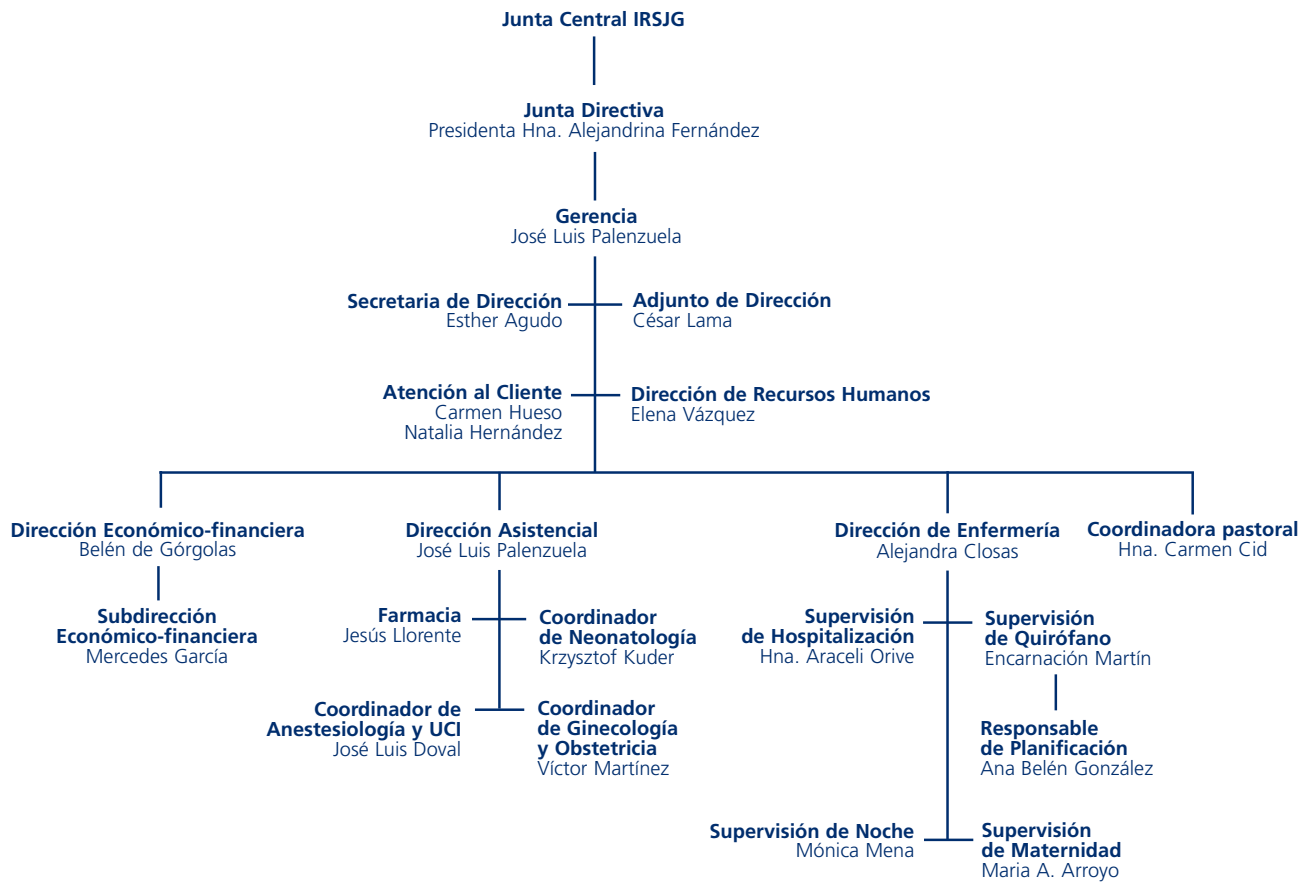 Junta Central IRSJG
Junta Directiva
Presidenta Hna. Alejandrina Fernández
Gerencia
José Luis Palenzuela
Secretaria de Dirección
Esther Agudo
Adjunto de Dirección
César Lama
Atención al Cliente
Carmen Hueso
Natalia Hernández
Dirección de Recursos Humanos
Elena Vázquez
Dirección Económico-financiera
Belén de Górgolas
Subdirección
Económico-financiera
Mercedes García
Dirección Asistencial
José Luis Palenzuela
Farmacia
Jesús Llorente
Coordinador
de Neonatología
Krzysztof Kuder
Coordinador de
Anestesiología y UCI
José Luis Doval
Coordinador
de Ginecología
y Obstetricia
Víctor Martínez
Dirección de Enfermería
Alejandra Closas
Supervisión
de Hospitalización
Hna. Araceli Orive
Supervisión
de Quirófano
Encarnación Martín
Responsable
de Planificación
Ana Belén González
Supervisión de Noche
Mónica Mena
Supervisión
de Maternidad
Maria A. Arroyo
Coordinadora pastoral
Hna. Carmen Cid